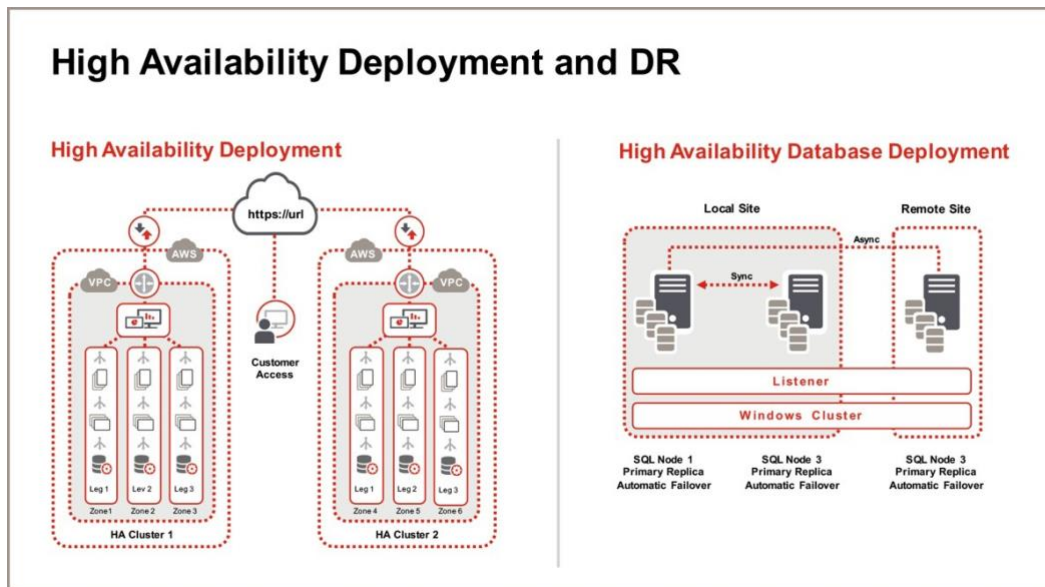 High Availability Deployment and DR
High Availability Deployment
https://url
AWS
VPC
Leg 1
Lev 2
Leg 3
Zone1
Zone 2
Zone 3
HA Cluster 1
Customer
Access
AWS
VPC
Leg 1
Leg 2
Leg 3
Zone 4
Zone 5
Zone 6
HA Cluster 2
High Availability Database Deployment
Local Site
Remote Site
Async
Sync
Listener
Windows Cluster
SQL Node 1
Primary Replica
Automatic Failover
SQL Node 3
Primary Replica
Automatic Failover
SQL Node 3
Primary Replica
Automatic Failover